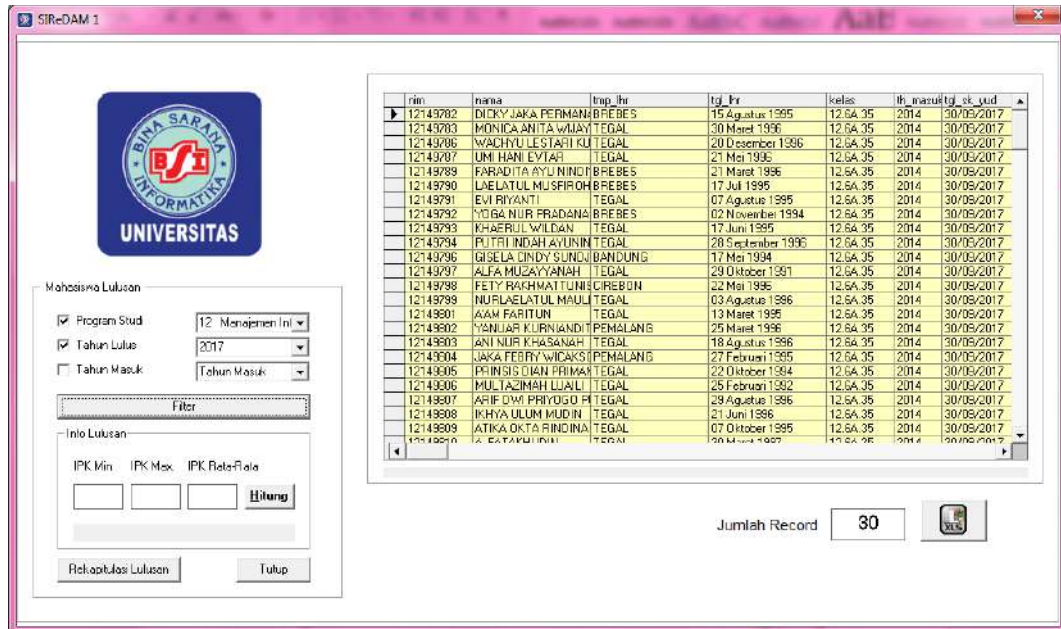 SIReDAM 1
BINA SARANA
BSI
INFORMATIKA
UNIVERSITAS
Mahasiswa Lulusan
Program Studi
12 Manajemen Inf
Tahun Lulus
2017
Tahun Masuk
Tahun Masuk
Filter
Info Lulusan
IPK Min IPK Max IPK Rata-Rata
Hitung
Rekapitulasi Lulusan
Tutup
nim nama tmp_lhr tgl_lhr kelas th_masuk tgl_sk_yud
12149782 DICKY JAKA PERMANA BREBES 15 Agustus 1995 12.6A.35 2014 30/09/2017
12149783 MONICA ANITA WIJAY TEGAL 30 Maret 1996 12.6A.35 2014 30/09/2017
12149786 WACHYU LESTARI KU TEGAL 20 Desember 1996 12.6A.35 2014 30/09/2017
12149787 UMI HANI EVTAR TEGAL 21 Mei 1996 12.6A.35 2014 30/09/2017
12149789 FARADITA AYU NINDI BREBES 21 Maret 1996 12.6A.35 2014 30/09/2017
12149790 LAELATUL MUSFIROH BREBES 17 Juli 1995 12.6A.35 2014 30/09/2017
12149791 EVI RIYANTI TEGAL 07 Agustus 1995 12.6A.35 2014 30/09/2017
12149792 YOGA NUR PRADANA BREBES 02 November 1994 12.6A.35 2014 30/09/2017
12149793 KHAERUL WILDAN TEGAL 17 Juni 1995 12.6A.35 2014 30/09/2017
12149794 PUTRI INDAH AYUNIN TEGAL 28 September 1996 12.6A.35 2014 30/09/2017
12149796 GISELA CINDY SUNDJ BANDUNG 17 Mei 1994 12.6A.35 2014 30/09/2017
12149797 ALFA MUZAYYANAH TEGAL 29 Oktober 1991 12.6A.35 2014 30/09/2017
12149798 FETY RAKHMATTUNIS CIREBON 22 Mei 1996 12.6A.35 2014 30/09/2017
12149799 NURLAELATUL MAULI TEGAL 03 Agustus 1996 12.6A.35 2014 30/09/2017
12149801 A'AM FARITUN TEGAL 13 Maret 1995 12.6A.35 2014 30/09/2017
12149802 YANUAR KURNIANDIT PEMALANG 25 Maret 1996 12.6A.35 2014 30/09/2017
12149803 ANI NUR KHASANAH TEGAL 18 Agustus 1996 12.6A.35 2014 30/09/2017
12149804 JAKA FEBRY WICAKS PEMALANG 27 Februari 1995 12.6A.35 2014 30/09/2017
12149805 PRINSIS DIAN PRIMA TEGAL 22 Oktober 1994 12.6A.35 2014 30/09/2017
12149806 MULTAZIMAH LUAILI TEGAL 25 Februari 1992 12.6A.35 2014 30/09/2017
12149807 ARIF DWI PRIYOGO P TEGAL 29 Agustus 1996 12.6A.35 2014 30/09/2017
12149808 IKHYA ULUM MUDIN TEGAL 21 Juni 1996 12.6A.35 2014 30/09/2017
12149809 ATIKA OKTA RINDINA TEGAL 07 Oktober 1995 12.6A.35 2014 30/09/2017
12149810 A. FATAKHUDIN TEGAL 30 Maret 1997 12.6A.35 2014 30/09/2017
Jumlah Record 30